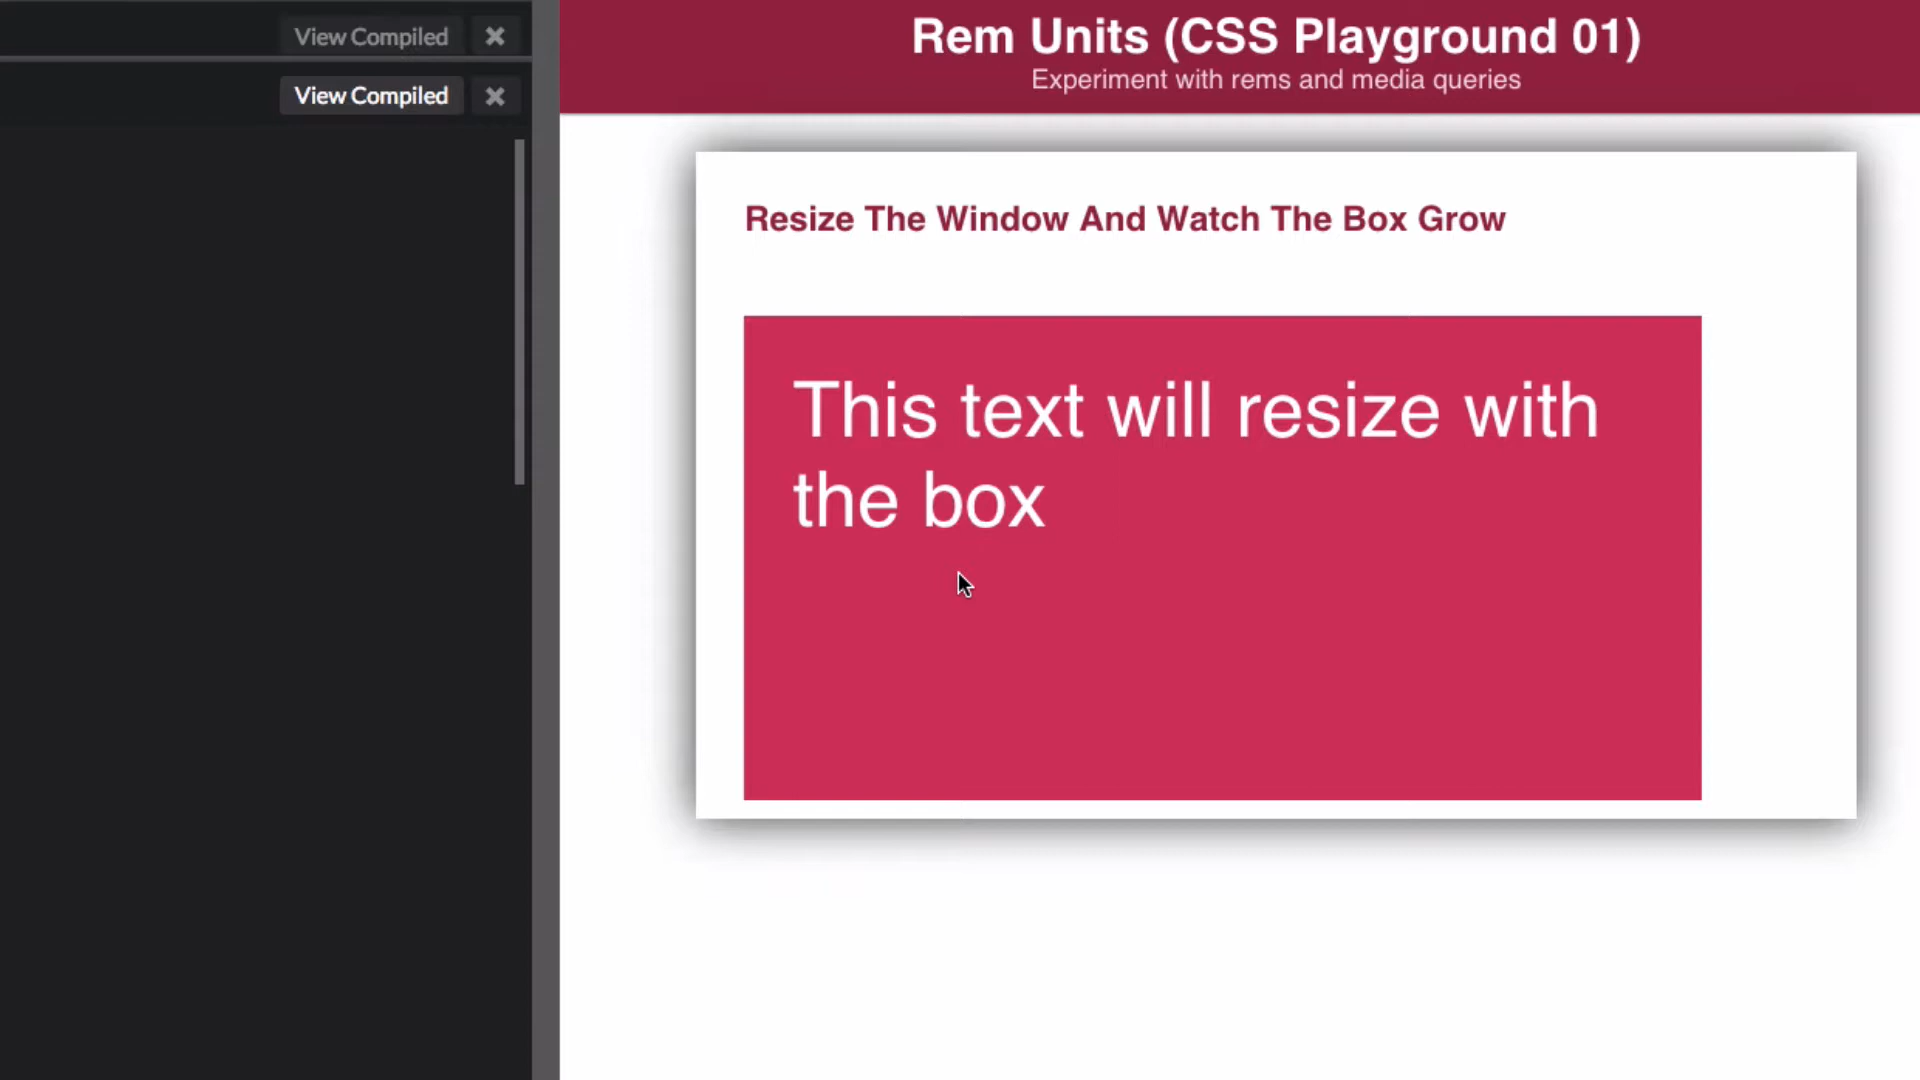 View Compiled
View Compiled
Rem Units (CSS Playground 01)
Experiment with rems and media queries
Resize The Window And Watch The Box Grow
This text will resize with
the box